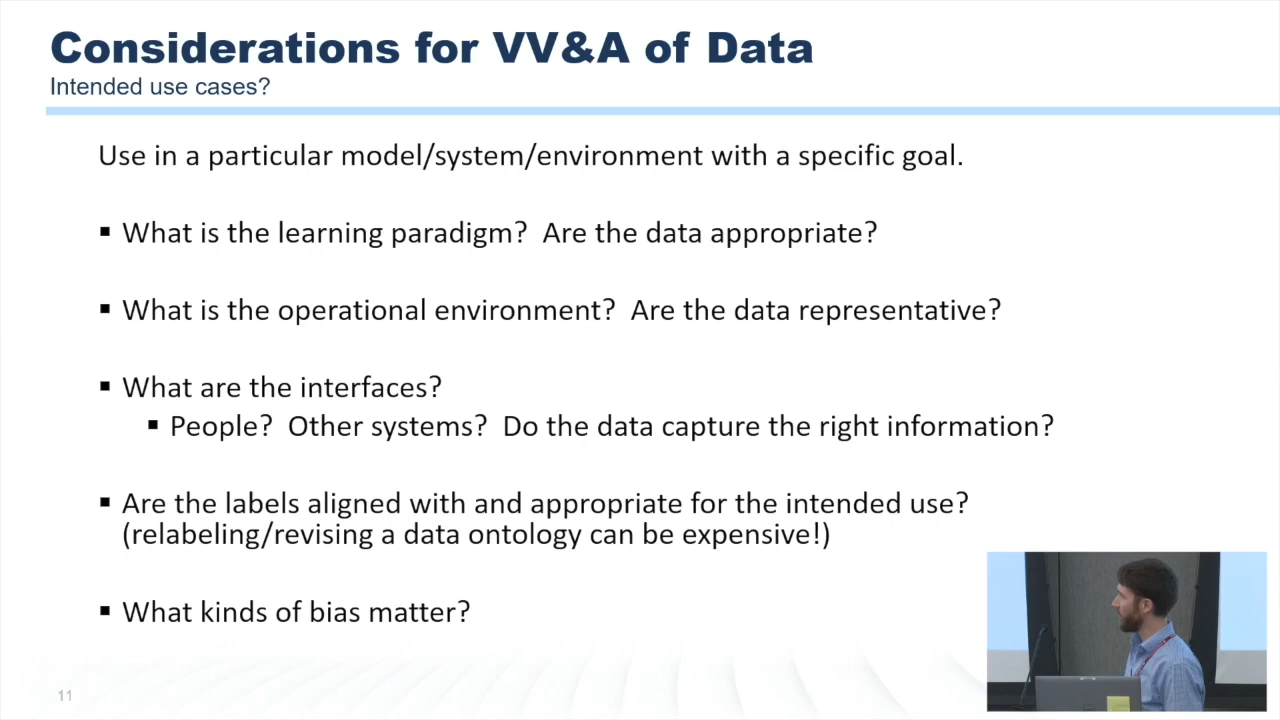 Considerations for VV&A of Data
Intended use cases?
Use in a particular model/system/environment with a specific goal.
▪ What is the learning paradigm?  Are the data appropriate?
▪ What is the operational environment?  Are the data representative?
▪ What are the interfaces?
▪ People?  Other systems?  Do the data capture the right information?
▪ Are the labels aligned with and appropriate for the intended use?
(relabeling/revising a data ontology can be expensive!)
▪ What kinds of bias matter?
11